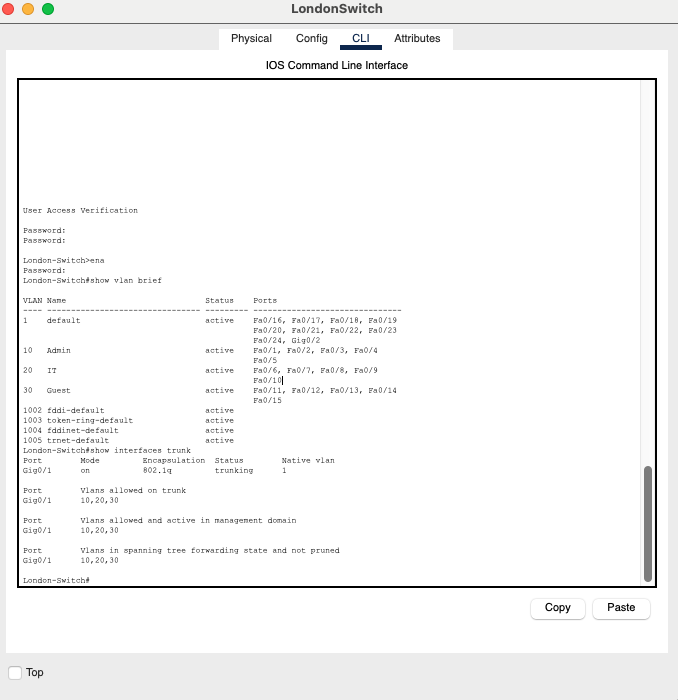 LondonSwitch
Physical Config CLI Attributes
IOS Command Line Interface
User Access Verification
Password:
Password:
London-Switch>ena
Password:
London-Switch#show vlan brief
VLAN Name                             Status    Ports
---- -------------------------------- --------- -------------------------------
1    default                          active    Fa0/16, Fa0/17, Fa0/18, Fa0/19
                                                Fa0/20, Fa0/21, Fa0/22, Fa0/23
                                                Fa0/24, Gig0/2
10   Admin                            active    Fa0/1, Fa0/2, Fa0/3, Fa0/4
                                                Fa0/5
20   IT                               active    Fa0/6, Fa0/7, Fa0/8, Fa0/9
                                                Fa0/10
30   Guest                            active    Fa0/11, Fa0/12, Fa0/13, Fa0/14
                                                Fa0/15
1002 fddi-default                     active
1003 token-ring-default               active
1004 fddinet-default                  active
1005 trnet-default                    active
London-Switch#show interfaces trunk
Port        Mode         Encapsulation  Status        Native vlan
Gig0/1      on           802.1q         trunking      1
Port        Vlans allowed on trunk
Gig0/1      10,20,30
Port        Vlans allowed and active in management domain
Gig0/1      10,20,30
Port        Vlans in spanning tree forwarding state and not pruned
Gig0/1      10,20,30
London-Switch#
Copy Paste
Top